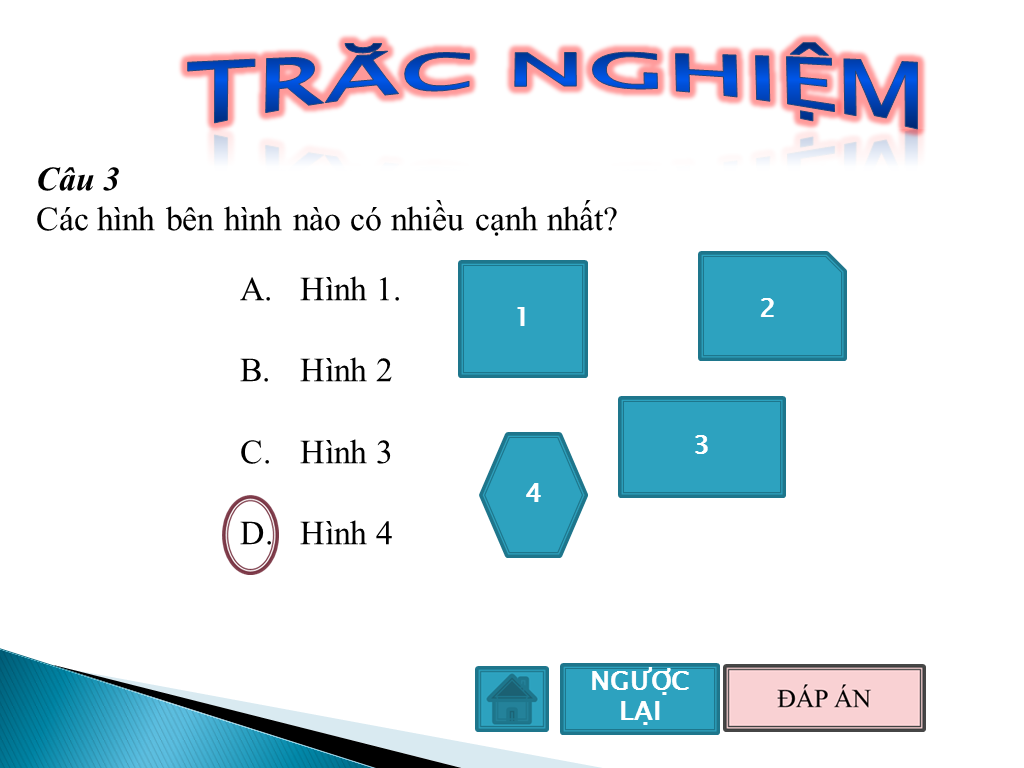 TRẮC NGHIỆM
Câu 3
Các hình bên hình nào có nhiều cạnh nhất?
A. Hình 1.
B. Hình 2
C. Hình 3
D. Hình 4
1
2
3
4
NGƯỢC
LẠI
ĐÁP ÁN